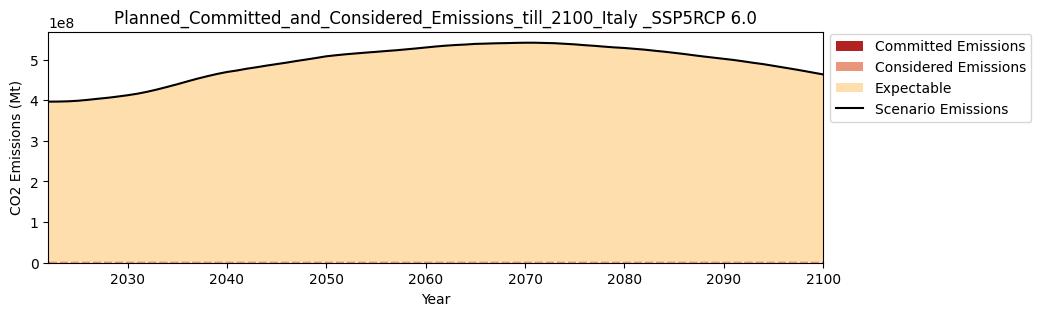 Planned_Committed_and_Considered_Emissions_till_2100_Italy _SSP5RCP 6.0
1e8
Committed Emissions
Considered Emissions
Expectable
Scenario Emissions
CO2 Emissions (Mt)
5
4
3
2
1
0
2030 2040 2050 2060 2070 2080 2090 2100
Year